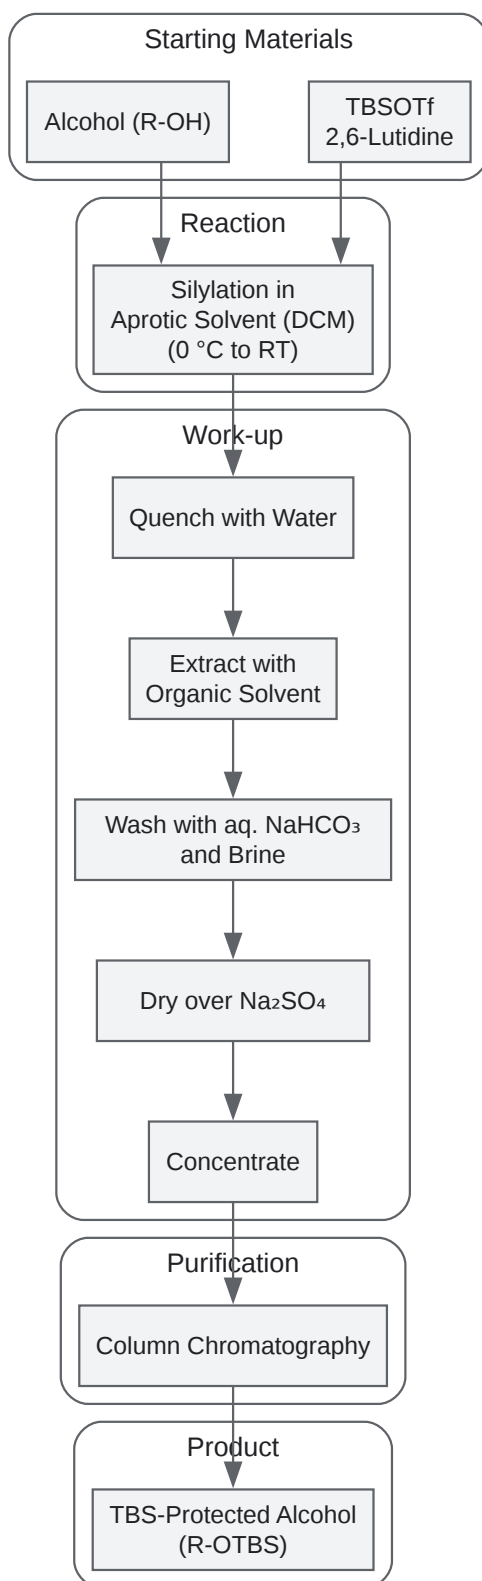 Starting Materials
Alcohol (R-OH)
TBSOTf
2,6-Lutidine
Reaction
Silylation in
Aprotic Solvent (DCM)
(0 °C to RT)
Work-up
Quench with Water
Extract with
Organic Solvent
Wash with aq. NaHCO₃
and Brine
Dry over Na₂SO₄
Concentrate
Purification
Column Chromatography
Product
TBS-Protected Alcohol
(R-OTBS)